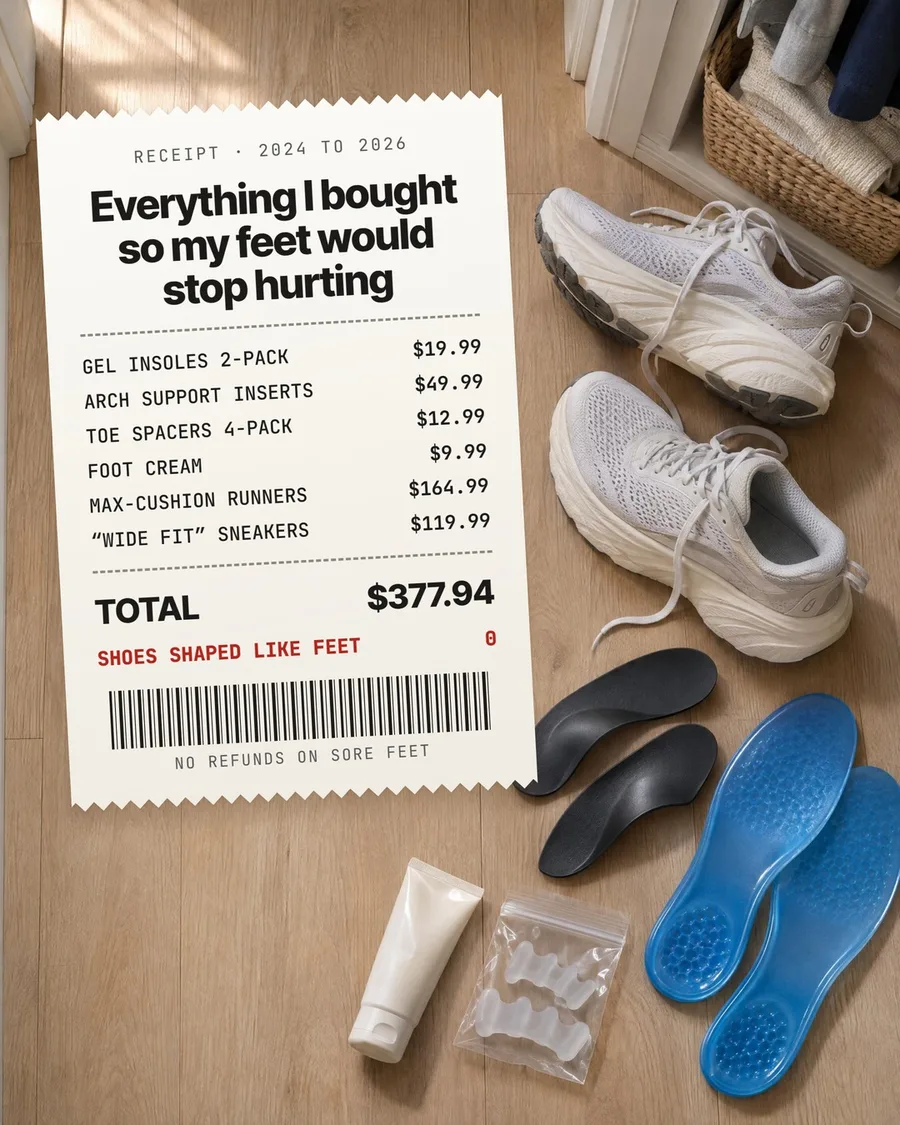 RECEIPT · 2024 TO 2026
Everything I bought
so my feet would
stop hurting
GEL INSOLES 2-PACK $19.99
ARCH SUPPORT INSERTS $49.99
TOE SPACERS 4-PACK $12.99
FOOT CREAM $9.99
MAX-CUSHION RUNNERS $164.99
“WIDE FIT” SNEAKERS $119.99
TOTAL $377.94
SHOES SHAPED LIKE FEET 0
NO REFUNDS ON SORE FEET